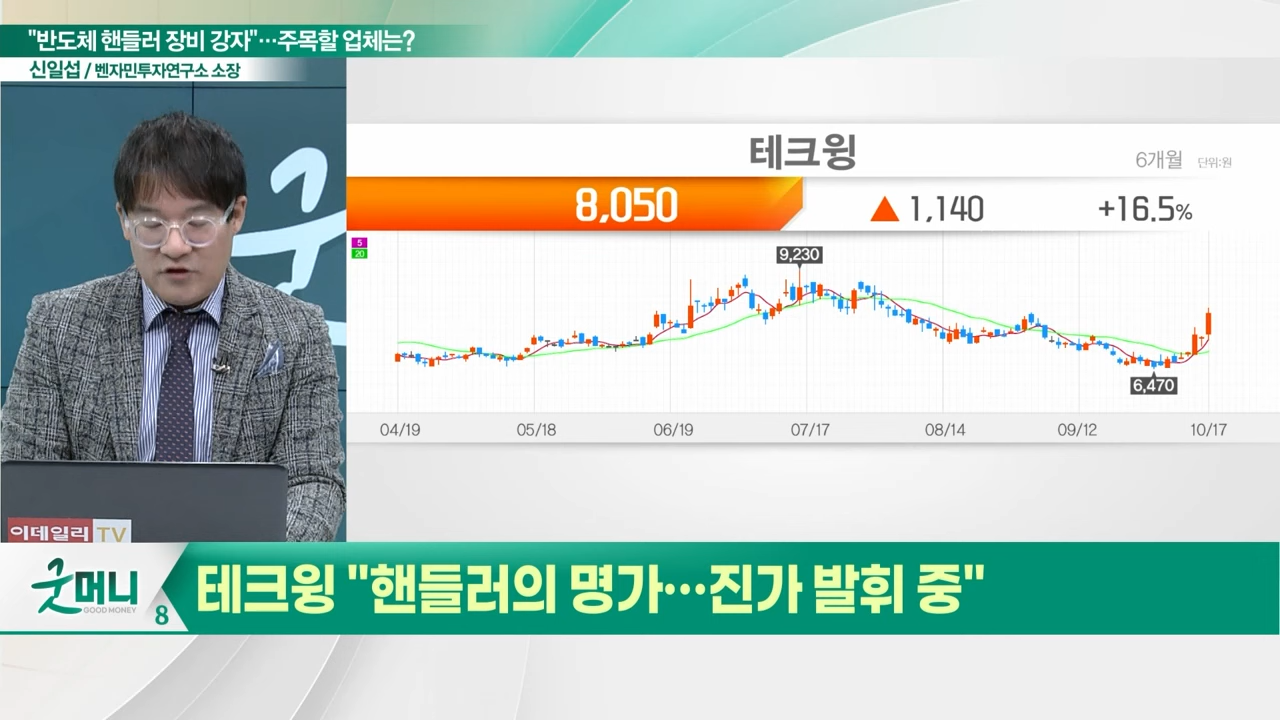 "반도체 핸들러 장비 강자"…주목할 업체는?
신일섭 / 벤자민투자연구소 소장
테크윙
6개월 단위:원
8,050 ▲ 1,140 +16.5%
5
20
9,230
6,470
04/19 05/18 06/19 07/17 08/14 09/12 10/17
이데일리 TV
굿머니
GOOD MONEY
8
테크윙 "핸들러의 명가…진가 발휘 중"